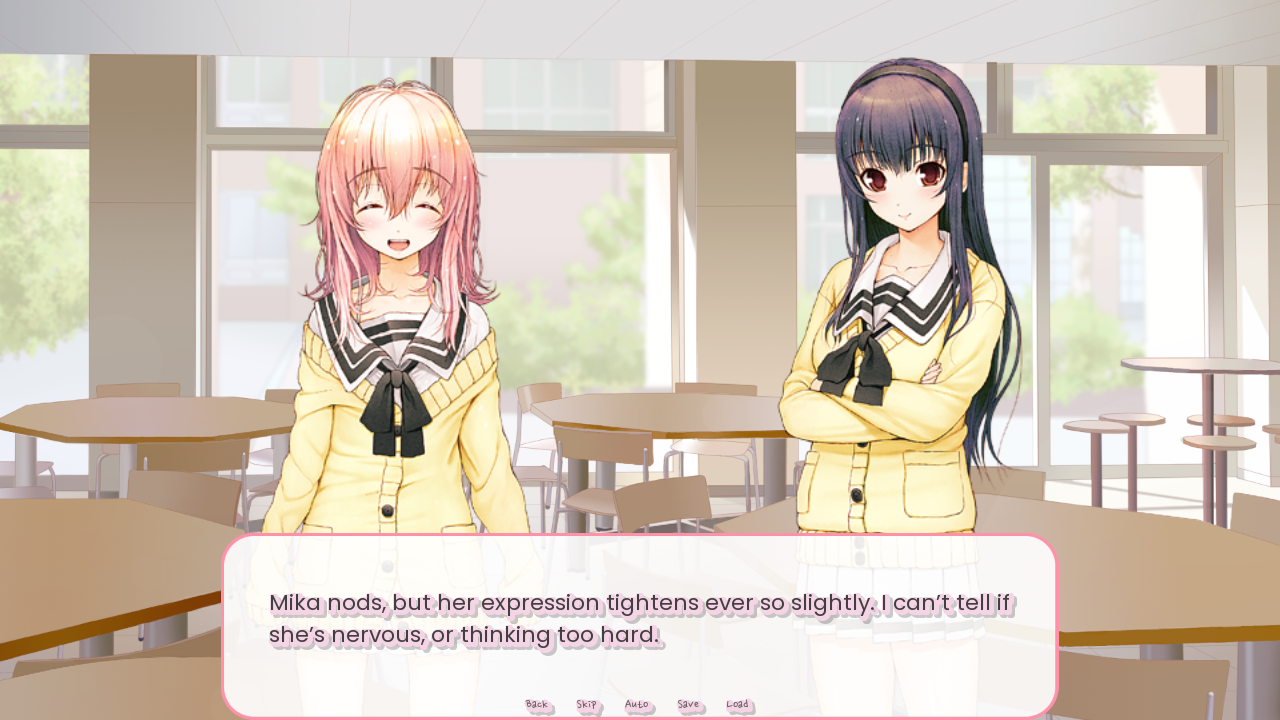 Mika nods, but her expression tightens ever so slightly. I can’t tell if
she’s nervous, or thinking too hard.
Back Skip Auto Save Load